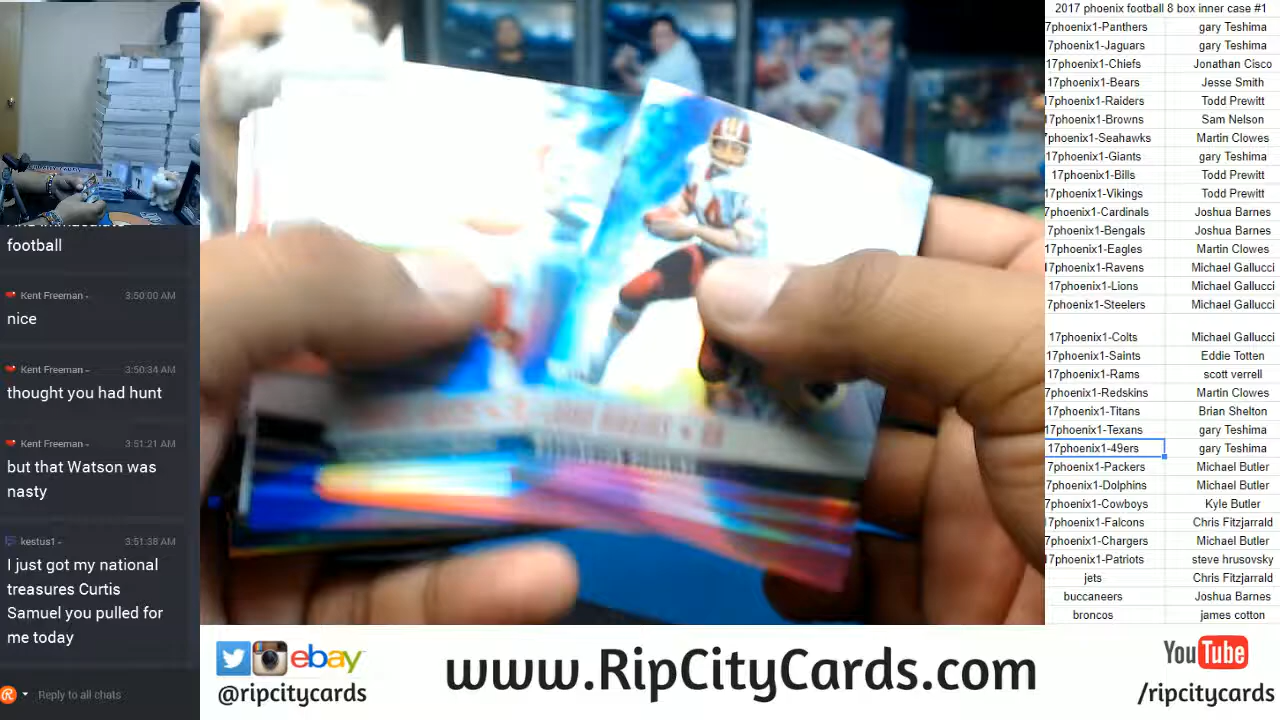 football
Kent Freeman - 3:50:00 AM
nice
Kent Freeman - 3:50:34 AM
thought you had hunt
Kent Freeman - 3:51:21 AM
but that Watson was
nasty
kestus1 - 3:51:38 AM
I just got my national
treasures Curtis
Samuel you pulled for
me today
Reply to all chats
ebay
@ripcitycards
www.RipCityCards.com
YouTube
/ripcitycards
2017 phoenix football 8 box inner case #1
7phoenix1-Panthers gary Teshima
7phoenix1-Jaguars gary Teshima
17phoenix1-Chiefs Jonathan Cisco
17phoenix1-Bears Jesse Smith
17phoenix1-Raiders Todd Prewitt
17phoenix1-Browns Sam Nelson
7phoenix1-Seahawks Martin Clowes
17phoenix1-Giants gary Teshima
17phoenix1-Bills Todd Prewitt
17phoenix1-Vikings Todd Prewitt
7phoenix1-Cardinals Joshua Barnes
7phoenix1-Bengals Joshua Barnes
17phoenix1-Eagles Martin Clowes
17phoenix1-Ravens Michael Gallucci
17phoenix1-Lions Michael Gallucci
7phoenix1-Steelers Michael Gallucci
17phoenix1-Colts Michael Gallucci
17phoenix1-Saints Eddie Totten
17phoenix1-Rams scott verrell
7phoenix1-Redskins Martin Clowes
17phoenix1-Titans Brian Shelton
17phoenix1-Texans gary Teshima
17phoenix1-49ers gary Teshima
7phoenix1-Packers Michael Butler
7phoenix1-Dolphins Michael Butler
7phoenix1-Cowboys Kyle Butler
17phoenix1-Falcons Chris Fitzjarrald
7phoenix1-Chargers Michael Butler
17phoenix1-Patriots steve hrusovsky
jets Chris Fitzjarrald
buccaneers Joshua Barnes
broncos james cotton